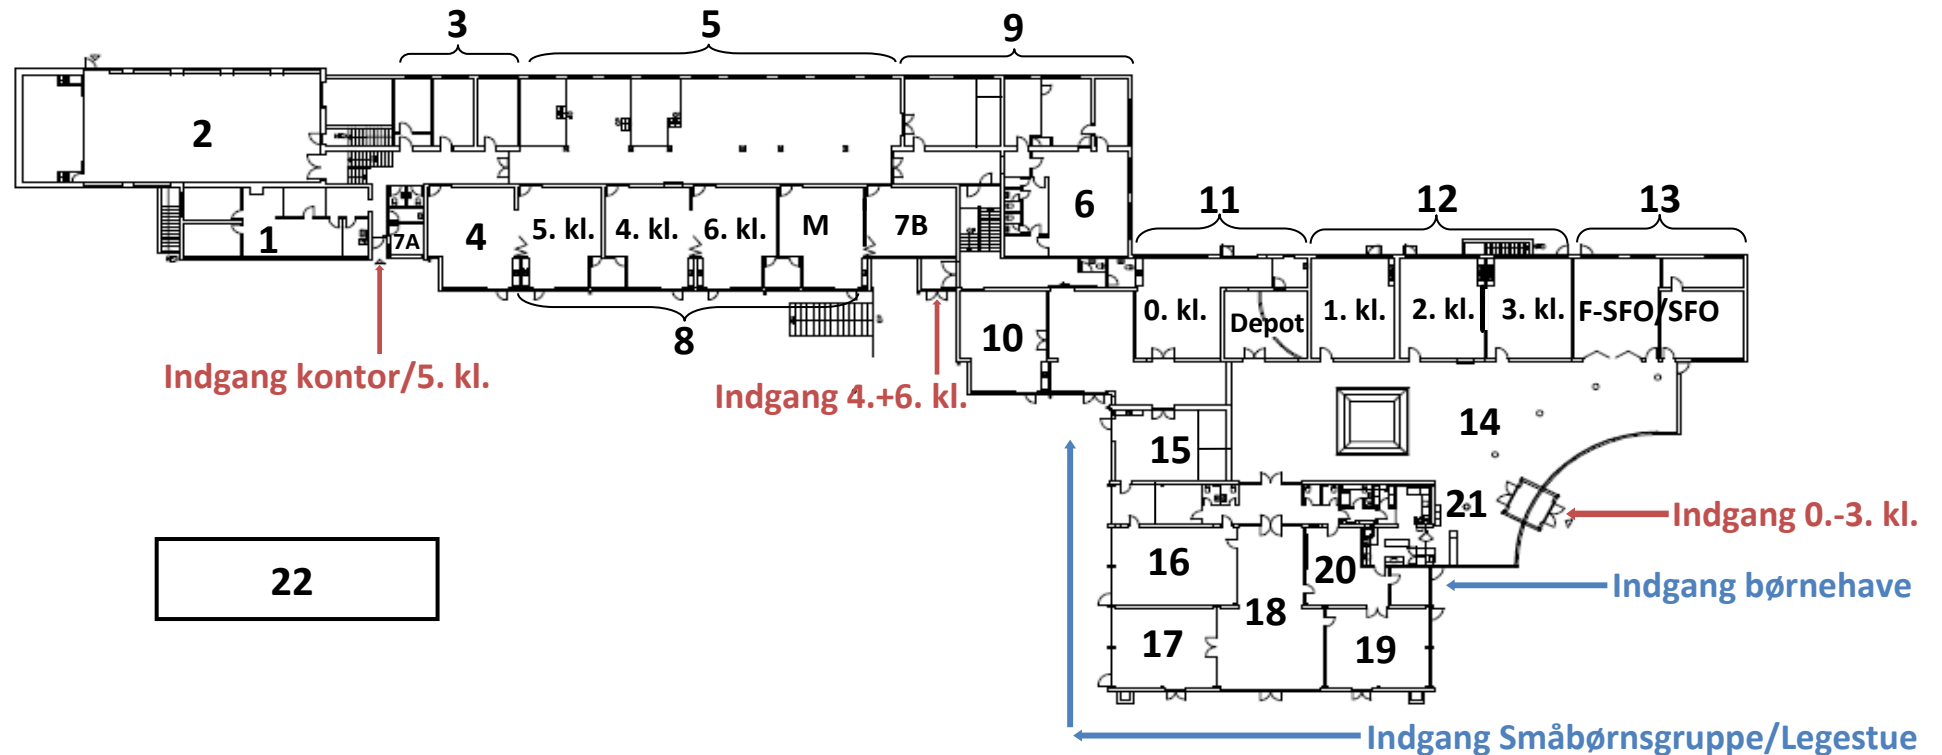 3
5
9
2
11
12
13
1
7A
4
5. kl.
4. kl.
6. kl.
M
7B
6
0. kl.
Depot
1. kl.
2. kl.
3. kl.
F-SFO/SFO
8
10
Indgang kontor/5. kl.
Indgang 4.+6. kl.
14
15
21
Indgang 0.-3. kl.
16
20
22
Indgang børnehave
18
17
19
Indgang Småbørnsgruppe/Legestue